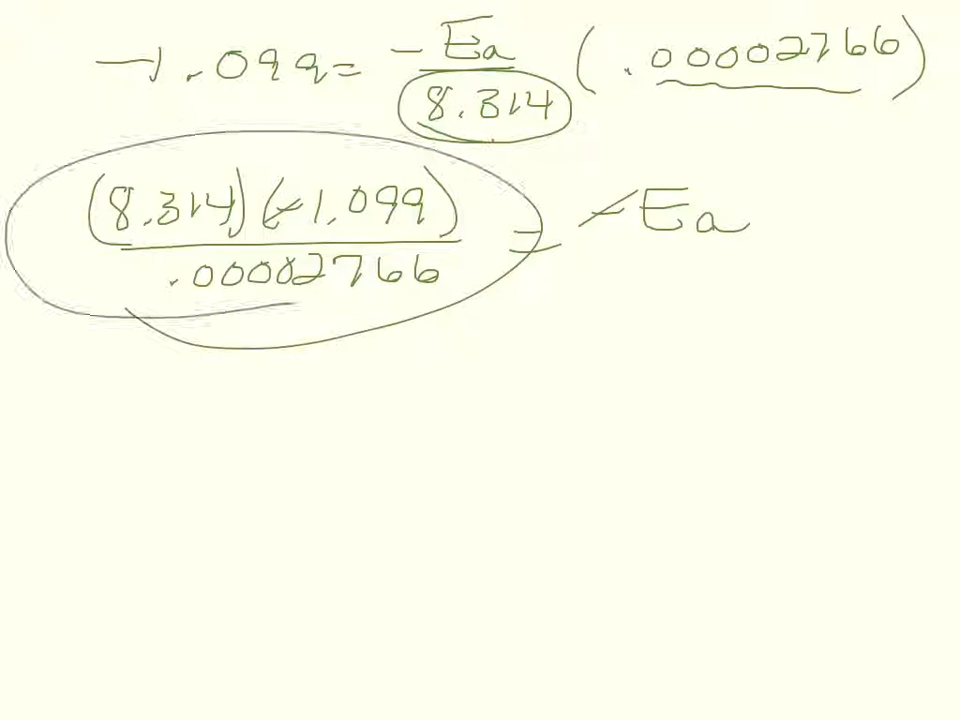 -1.099 = -Ea/8.314 (.00002766)
(8.314)(-1.099)/.00002766 = -Ea